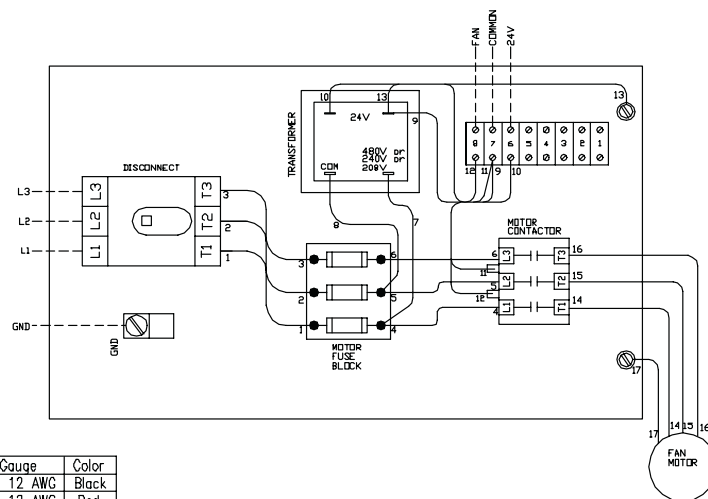 FAN
COMMON
24V
10
13
13
24V
9
TRANSFORMER
480V or
240V or
208V
COM
8 7 6 5 4 3 2 1
12 11 9 10
DISCONNECT
L3 L3 T3 3
L2 L2 T2 2
L1 L1 T1 1
8
7
MOTOR
CONTACTOR
3 6 6 L3 T3 16
11
2 5 5 L2 T2 15
12
1 4 4 L1 T1 14
GND
GND
MOTOR
FUSE
BLOCK
17
17 14 15 16
FAN
MOTOR
Gauge Color
12 AWG Black